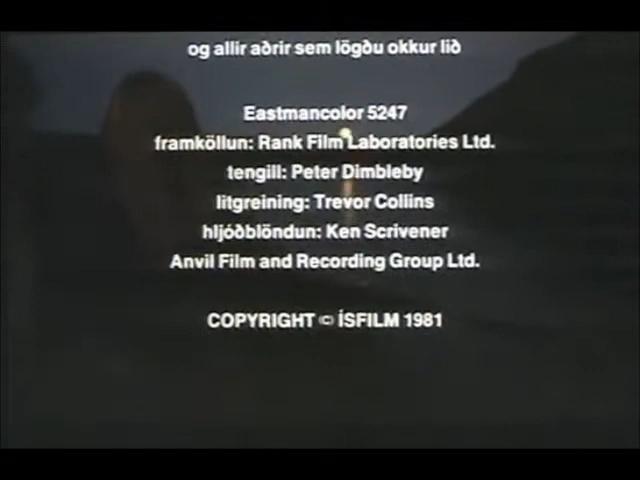 og allir aðrir sem lögðu okkur lið
Eastmancolor 5247
framköllun: Rank Film Laboratories Ltd.
tengill: Peter Dimbleby
litgreining: Trevor Collins
hljóðblöndun: Ken Scrivener
Anvil Film and Recording Group Ltd.
COPYRIGHT © ÍSFILM 1981